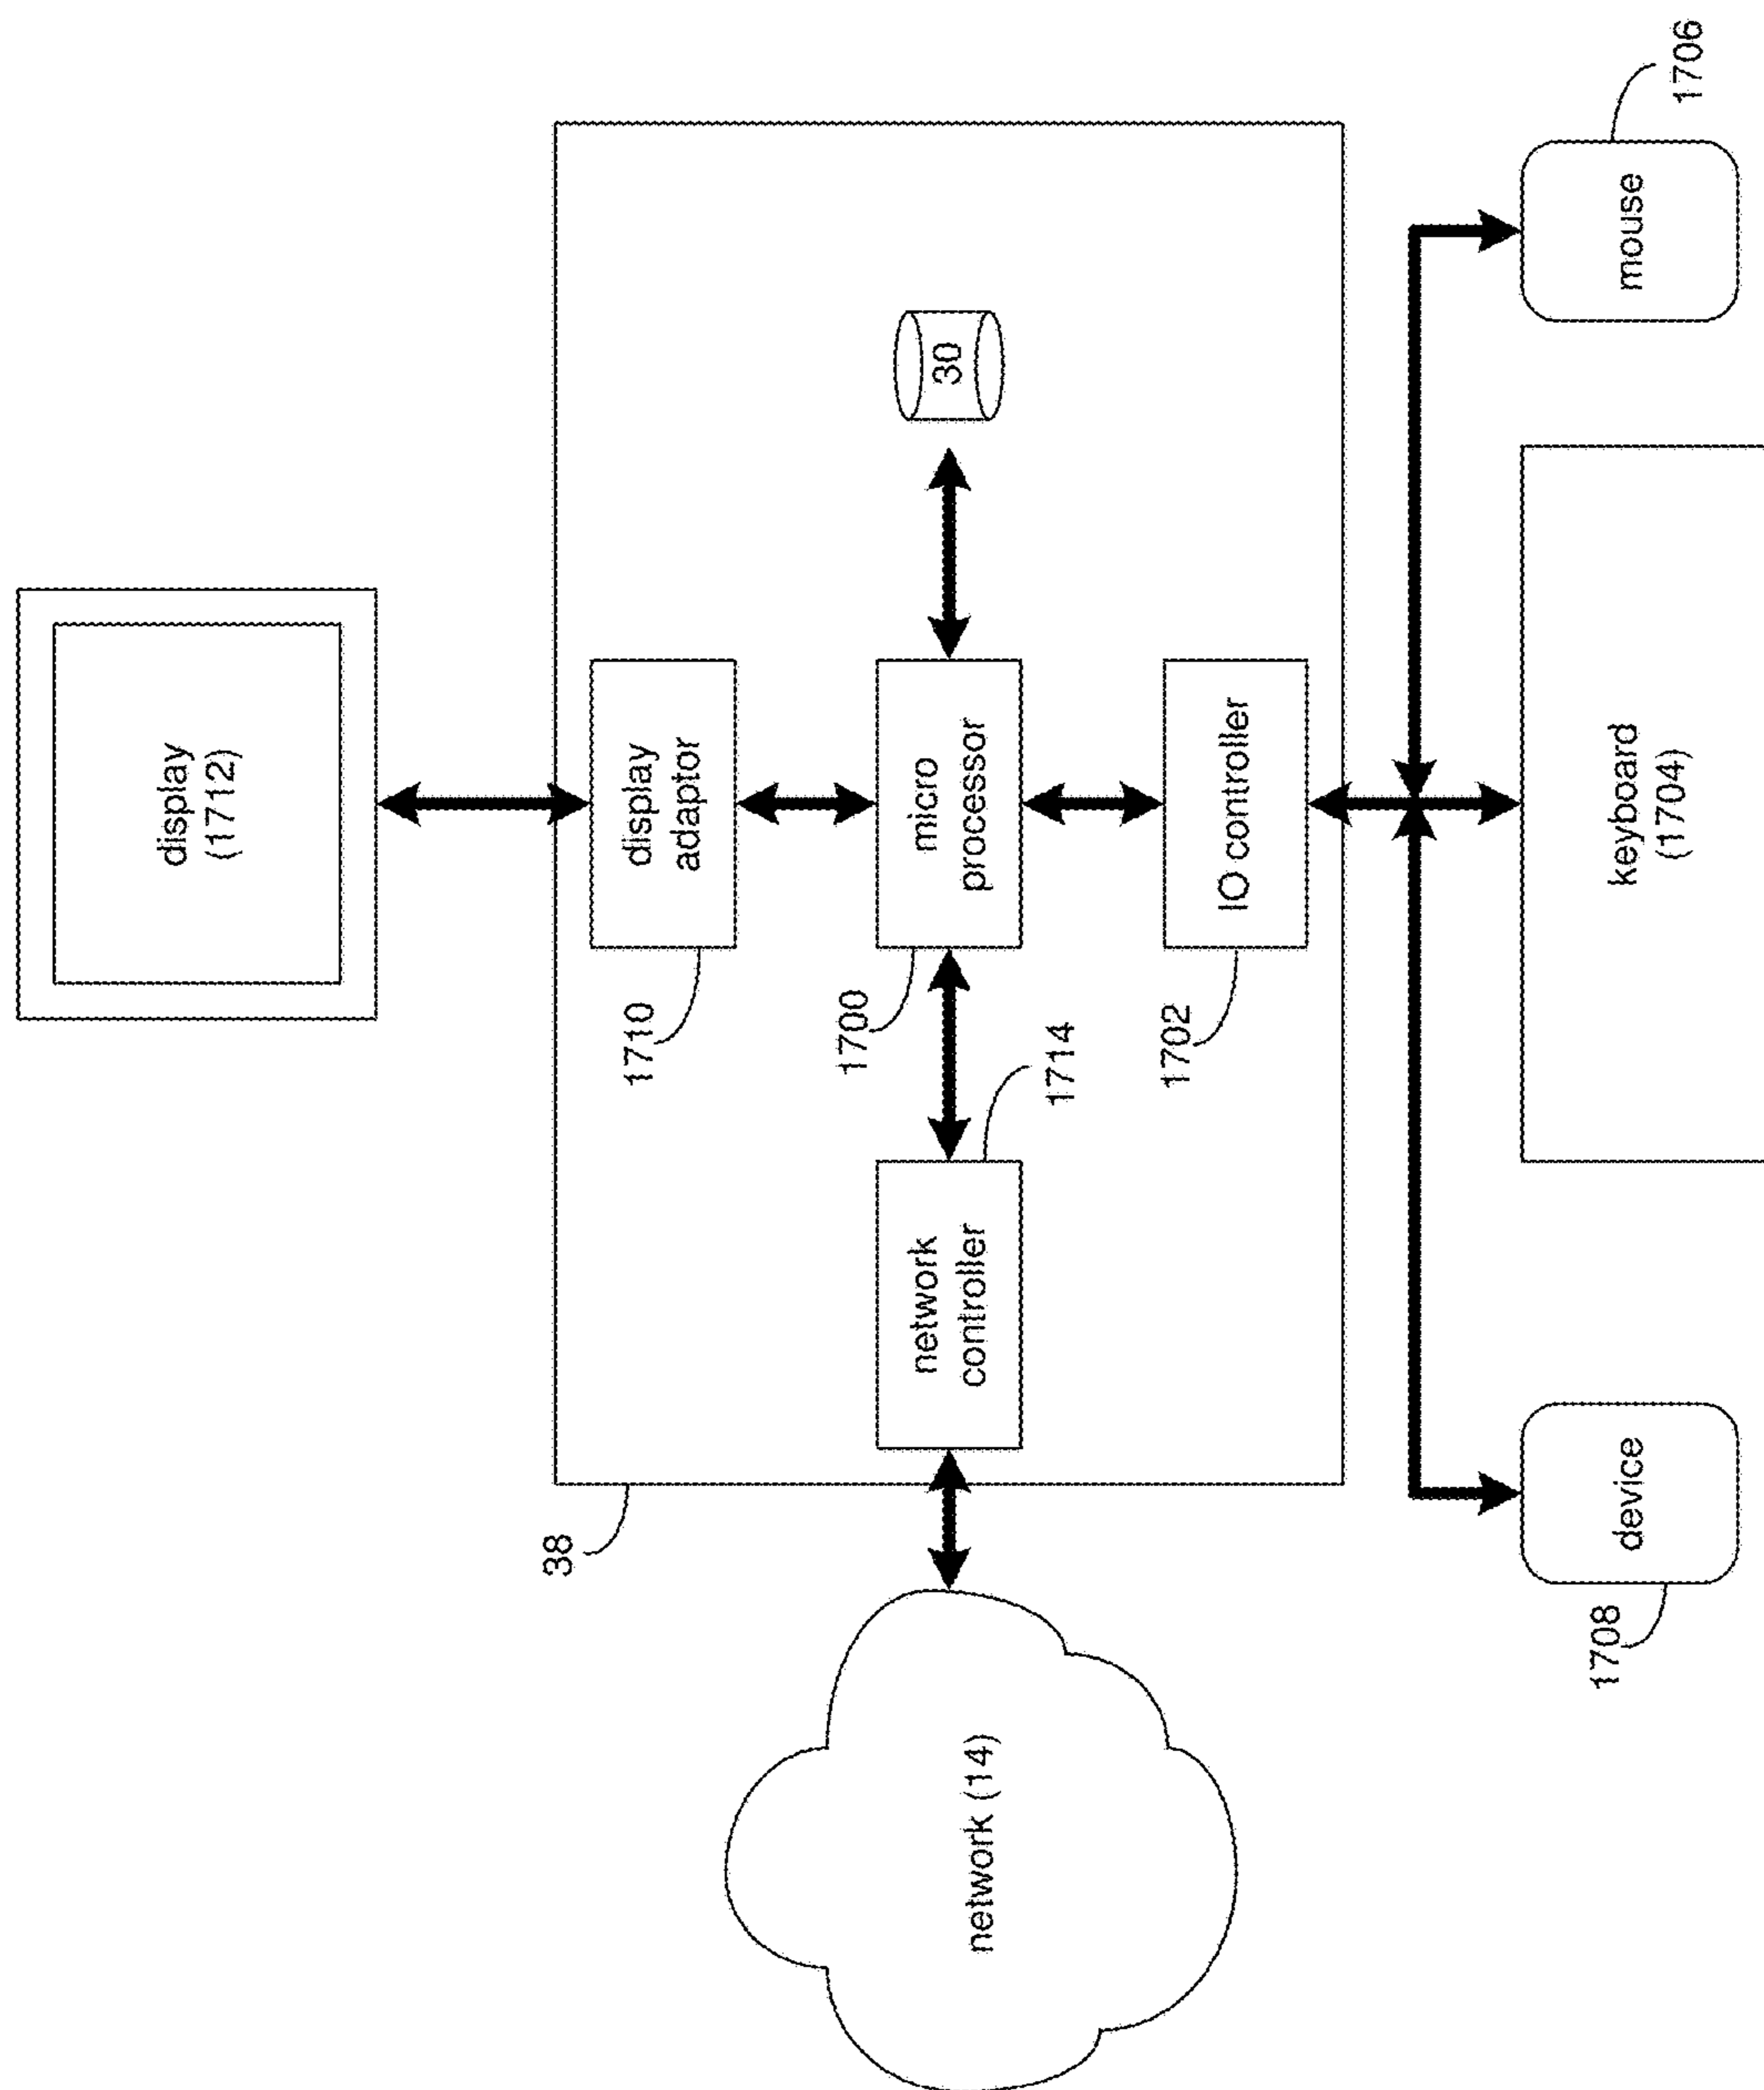 display
(1712)
display
adaptor
1710
micro
processor
1700
30
network
controller
1714
IO controller
1702
38
network (14)
keyboard
(1704)
mouse
1706
device
1708